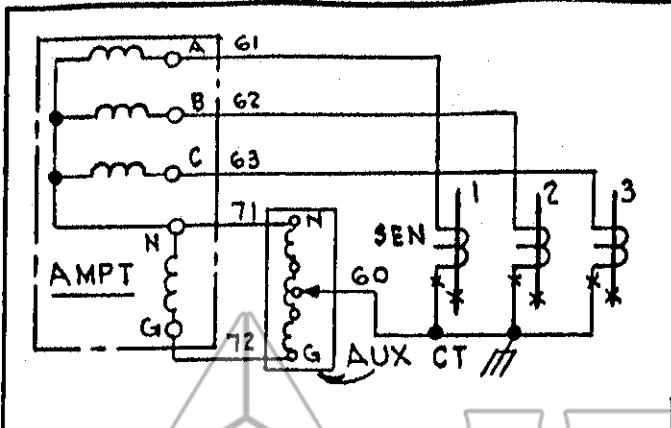 A 61
B 62
C 63
1 2 3
71
N N
SEN
AMPT
60
G 72 G
AUX CT